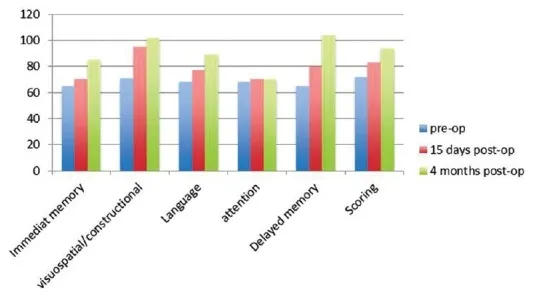 120
100
80
60
40
20
0
Immediat memory
visuospatial/constructional
Language
attention
Delayed memory
Scoring
pre-op
15 days post-op
4 months post-op